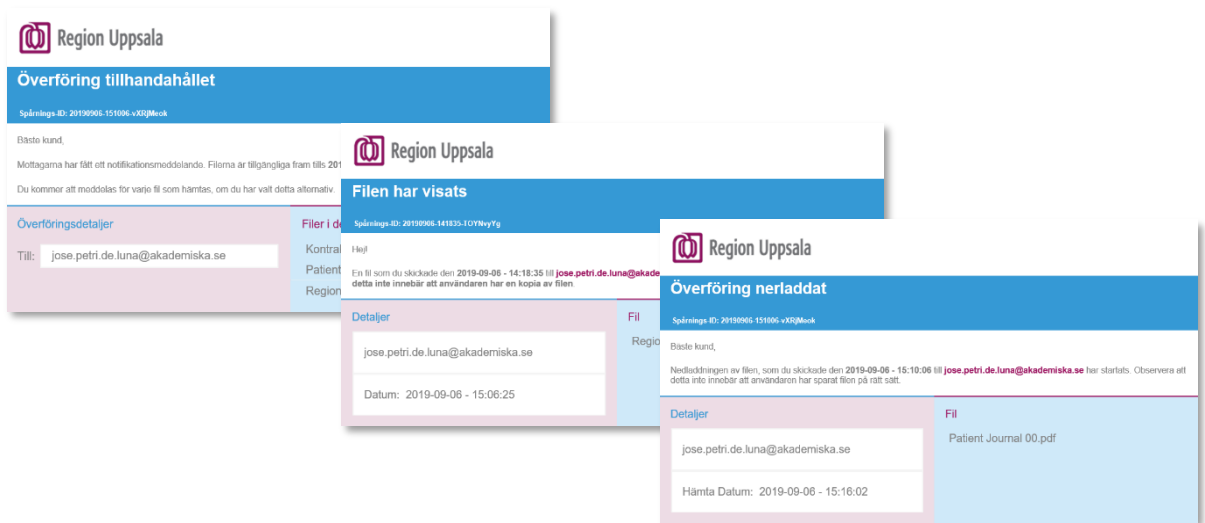 Region Uppsala
Överföring tillhandahållet
Spårnings-ID: 20190906-151006-vXRjMeok
Bäste kund,
Mottagarna har fått ett notifikationsmeddelande. Filerna är tillgängliga fram tills 201
Du kommer att meddelas för varje fil som hämtas, om du har valt detta alternativ.
Överföringsdetaljer
Till: jose.petri.de.luna@akademiska.se
Filer i de
Kontral
Patient
Region
Region Uppsala
Filen har visats
Spårnings-ID: 20190906-141835-TOYNvyYg
Hej!
En fil som du skickade den 2019-09-06 - 14:18:35 till jose.petri.de.luna@akade
detta inte innebär att användaren har en kopia av filen.
Detaljer
jose.petri.de.luna@akademiska.se
Datum: 2019-09-06 - 15:06:25
Fil
Regio
Region Uppsala
Överföring nerladdat
Spårnings-ID: 20190906-151006-vXRjMeok
Bäste kund,
Nedladdningen av filen, som du skickade den 2019-09-06 - 15:10:06 till jose.petri.de.luna@akademiska.se har startats. Observera att
detta inte innebär att användaren har sparat filen på rätt sätt.
Detaljer
jose.petri.de.luna@akademiska.se
Hämta Datum: 2019-09-06 - 15:16:02
Fil
Patient Journal 00.pdf